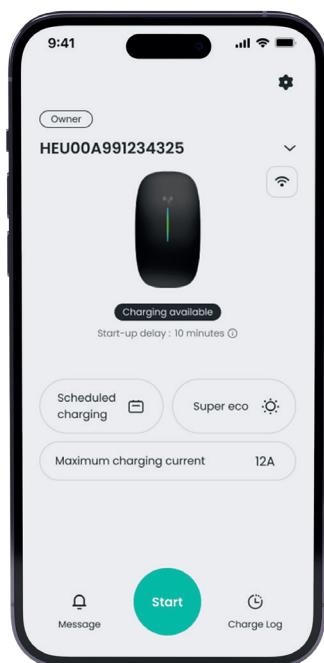 9:41
Owner
HEU00A991234325
Charging available
Start-up delay : 10 minutes
Scheduled
charging
Super eco
Maximum charging current 12A
Start
Message
Charge Log